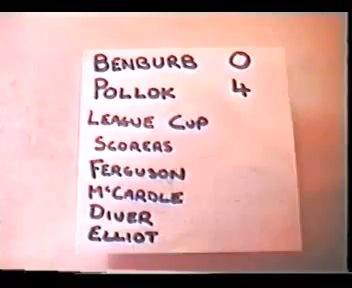 BENBURB 0
POLLOK 4
LEAGUE CUP
SCORERS
FERGUSON
McCARDLE
DIVER
ELLIOT